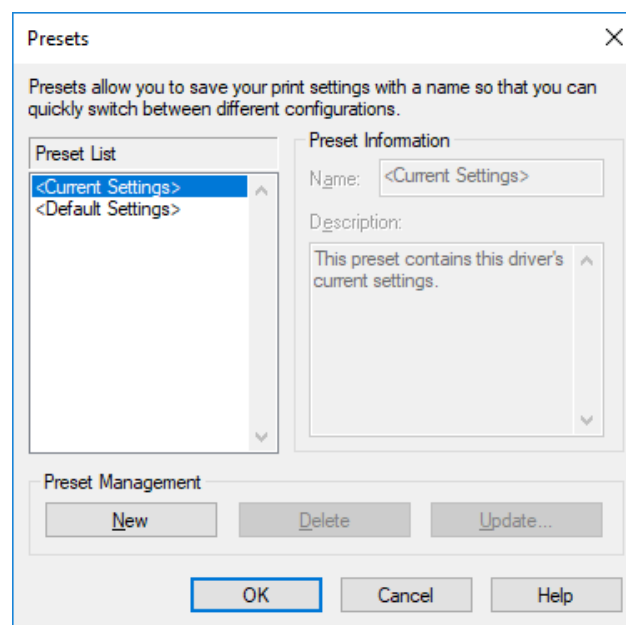 Presets
Presets allow you to save your print settings with a name so that you can
quickly switch between different configurations.
Preset List
<Current Settings>
<Default Settings>
Preset Information
Name:
<Current Settings>
Description:
This preset contains this driver's
current settings.
Preset Management
New
Delete
Update...
OK
Cancel
Help